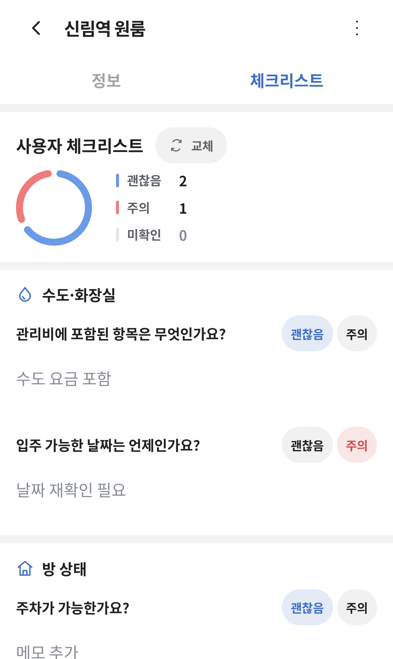 신림역 원룸
정보 체크리스트
사용자 체크리스트 교체
괜찮음 2
주의 1
미확인 0
수도·화장실
관리비에 포함된 항목은 무엇인가요? 괜찮음 주의
수도 요금 포함
입주 가능한 날짜는 언제인가요? 괜찮음 주의
날짜 재확인 필요
방 상태
주차가 가능한가요? 괜찮음 주의
메모 추가